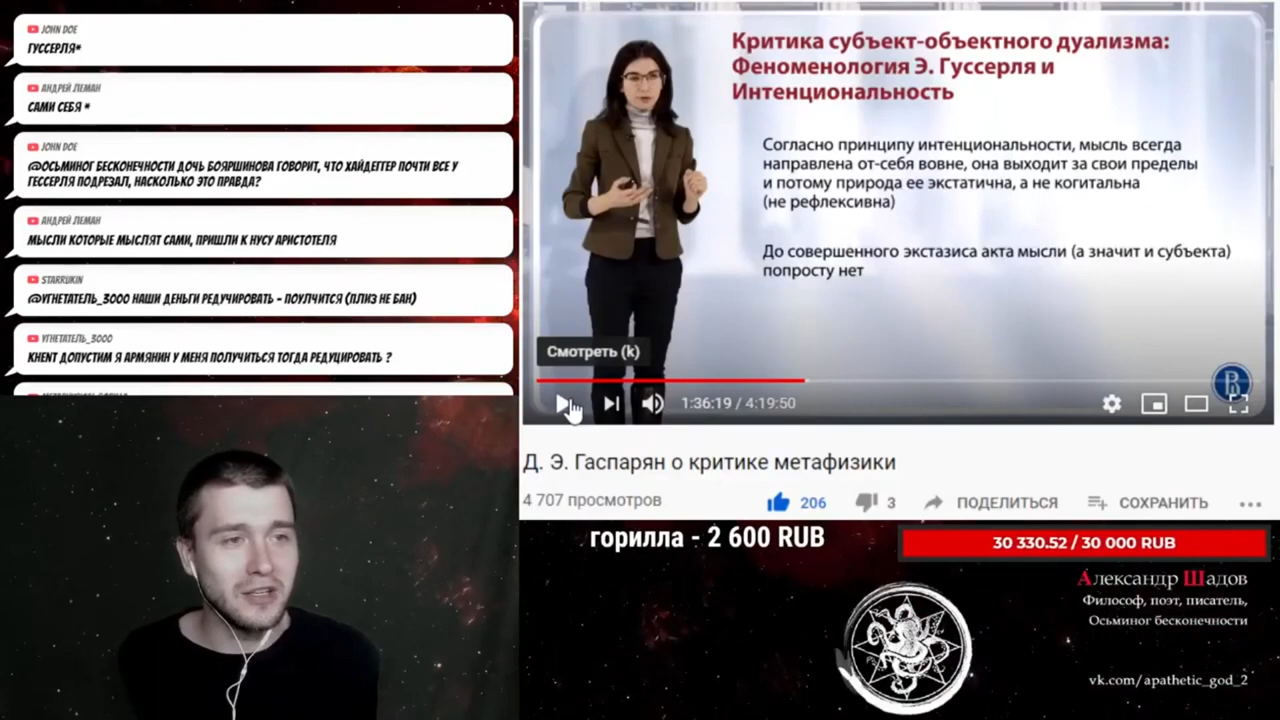 JOHN DOE
ГУССЕРЛЯ*
АНДРЕЙ ЛЕМАН
САМИ СЕБЯ *
JOHN DOE
@ОСЬМИНОГ БЕСКОНЕЧНОСТИ ДОЧЬ БОЯРШИНОВА ГОВОРИТ, ЧТО ХАЙДЕГГЕР ПОЧТИ ВСЕ У
ГЕССЕРЛЯ ПОДРЕЗАЛ, НАСКОЛЬКО ЭТО ПРАВДА?
АНДРЕЙ ЛЕМАН
МЫСЛИ КОТОРЫЕ МЫСЛЯТ САМИ, ПРИШЛИ К НУСУ АРИСТОТЕЛЯ
STARRUKIN
@УГНЕТАТЕЛЬ_3000 НАШИ ДЕНЬГИ РЕДУЧИРОВАТЬ - ПОУЛЧИТСЯ (ПЛИЗ НЕ БАН)
УГНЕТАТЕЛЬ_3000
KHENT ДОПУСТИМ Я АРМЯНИН У МЕНЯ ПОЛУЧИТЬСЯ ТОГДА РЕДУЦИРОВАТЬ ?
Критика субъект-объектного дуализма:
Феноменология Э. Гуссерля и
Интенциональность
Согласно принципу интенциональности, мысль всегда
направлена от-себя вовне, она выходит за свои пределы
и потому природа ее экстатична, а не когитальна
(не рефлексивна)
До совершенного экстазиса акта мысли (а значит и субъекта)
попросту нет
Смотреть (k)
1:36:19 / 4:19:50
Д. Э. Гаспарян о критике метафизики
4 707 просмотров
206
3
ПОДЕЛИТЬСЯ
СОХРАНИТЬ
горилла - 2 600 RUB
30 330.52 / 30 000 RUB
Александр Шадов
Философ, поэт, писатель,
Осьминог бесконечности
vk.com/apathetic_god_2